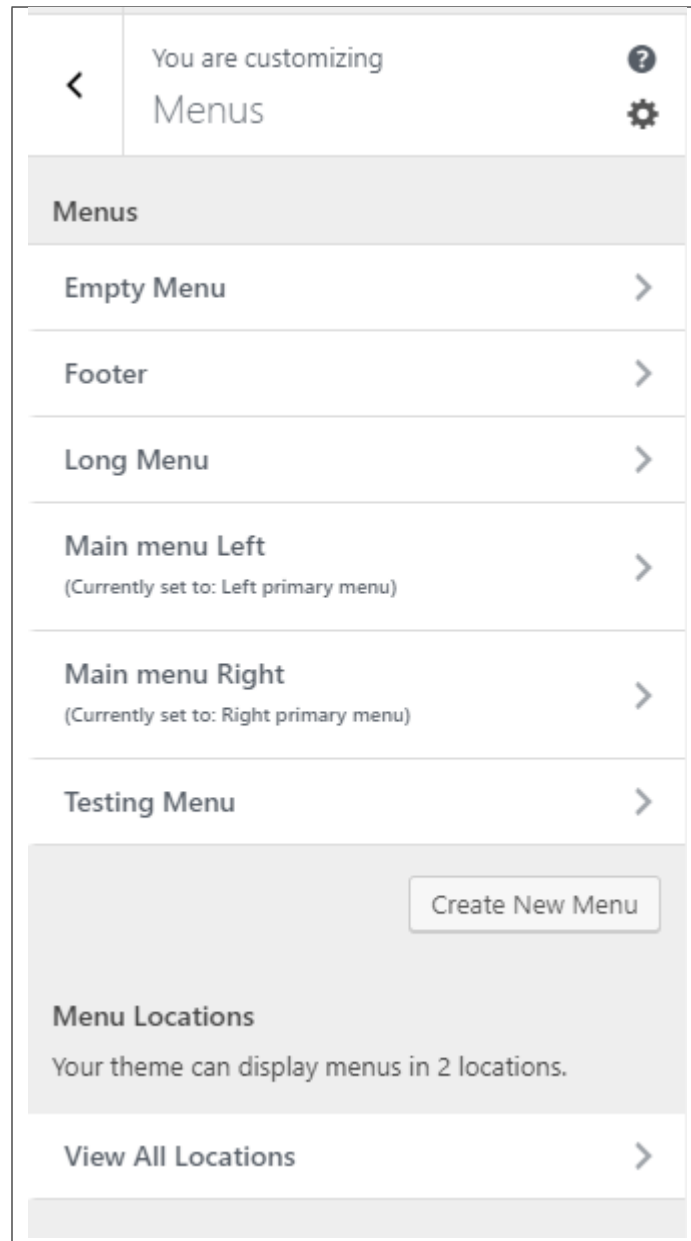 You are customizing
Menus
Menus
Empty Menu
Footer
Long Menu
Main menu Left
(Currently set to: Left primary menu)
Main menu Right
(Currently set to: Right primary menu)
Testing Menu
Create New Menu
Menu Locations
Your theme can display menus in 2 locations.
View All Locations